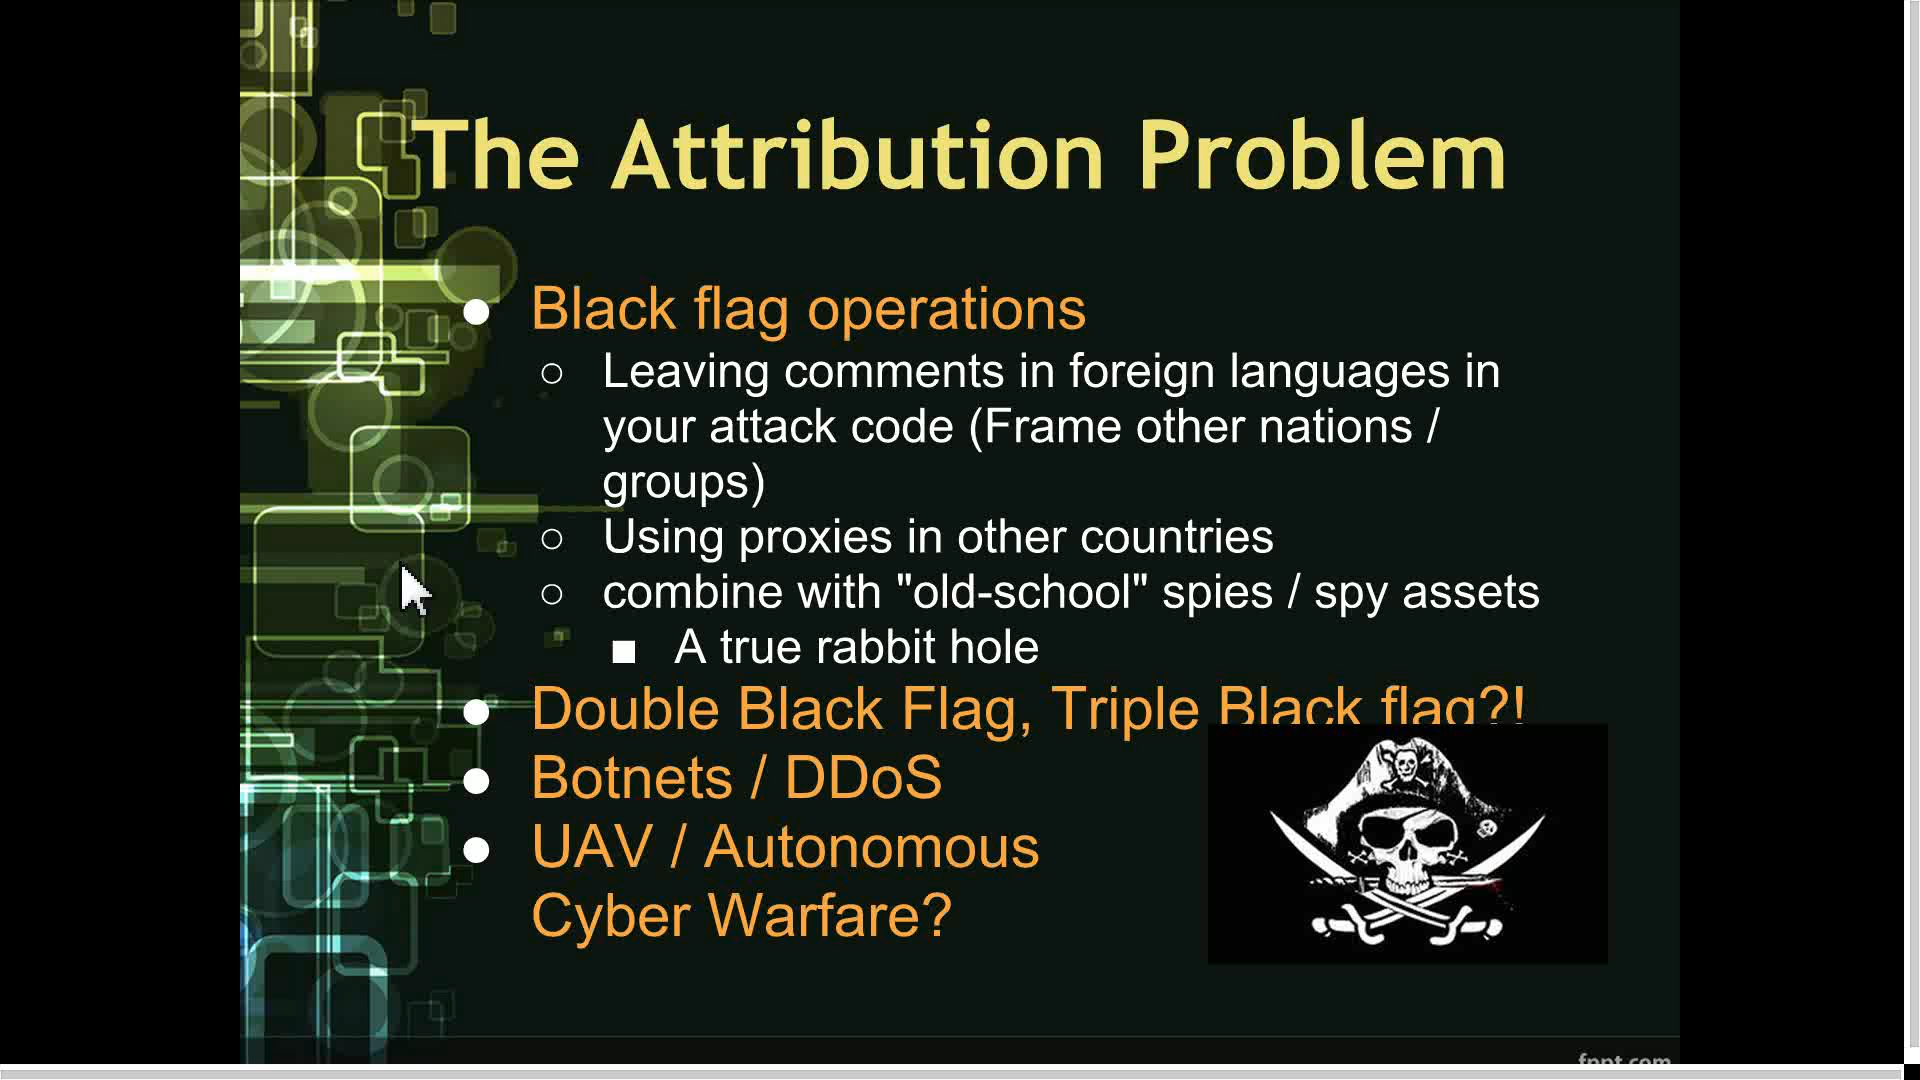 The Attribution Problem
● Black flag operations
○ Leaving comments in foreign languages in
your attack code (Frame other nations /
groups)
○ Using proxies in other countries
○ combine with "old-school" spies / spy assets
■ A true rabbit hole
● Double Black Flag, Triple Black flag?!
● Botnets / DDoS
● UAV / Autonomous
Cyber Warfare?
fppt.com